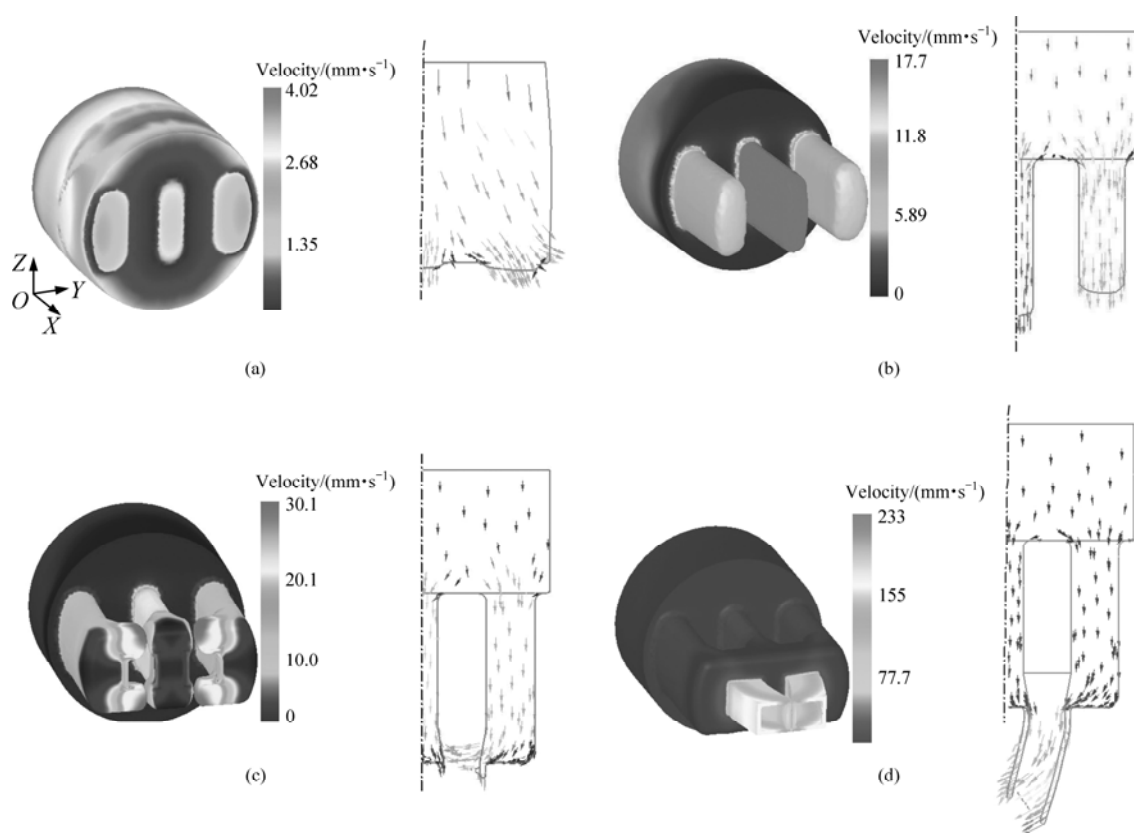 Velocity/(mm•s⁻¹)
4.02
2.68
1.35
Z
Y
O
X
(a)
Velocity/(mm•s⁻¹)
17.7
11.8
5.89
0
(b)
Velocity/(mm•s⁻¹)
30.1
20.1
10.0
0
(c)
Velocity/(mm•s⁻¹)
233
155
77.7
(d)